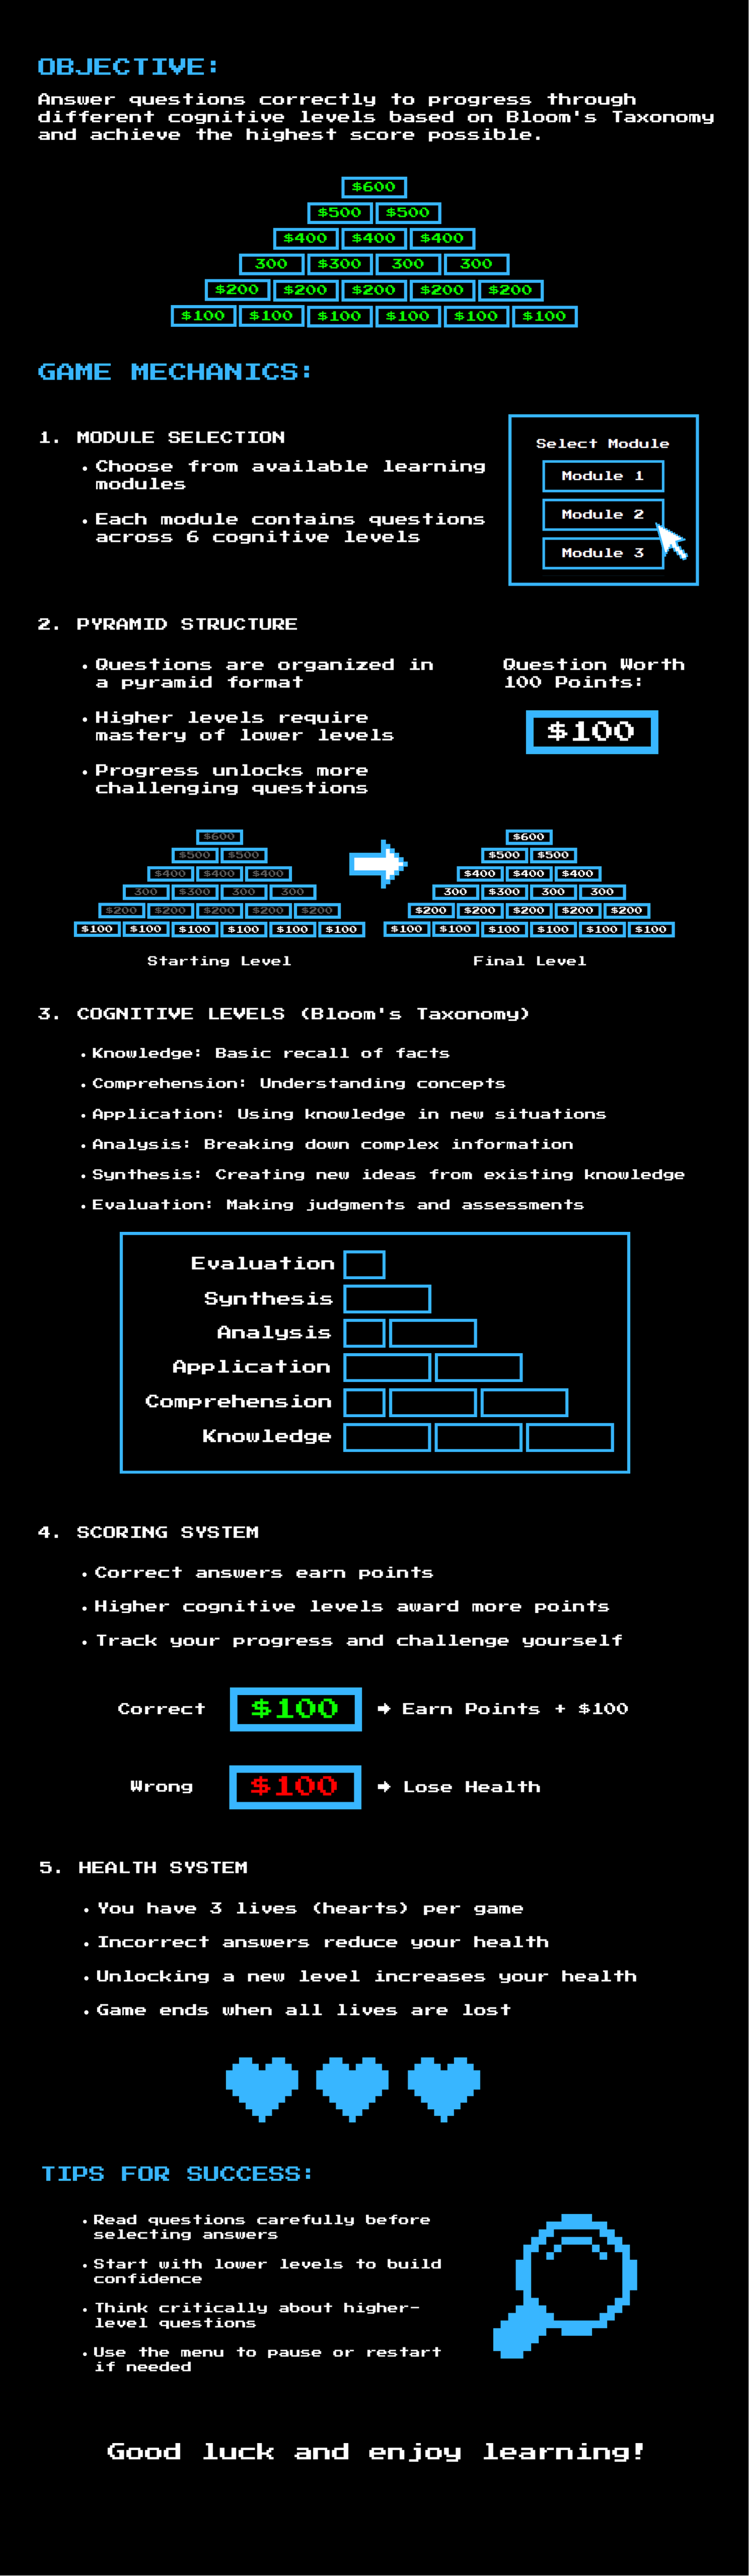 OBJECTIVE:
Answer questions correctly to progress through
different cognitive levels based on Bloom's Taxonomy
and achieve the highest score possible.
$600
$500 $500
$400 $400 $400
300 $300 300 300
$200 $200 $200 $200 $200
$100 $100 $100 $100 $100 $100
GAME MECHANICS:
1. MODULE SELECTION
• Choose from available learning
modules
• Each module contains questions
across 6 cognitive levels
Select Module
Module 1
Module 2
Module 3
2. PYRAMID STRUCTURE
• Questions are organized in
a pyramid format
• Higher levels require
mastery of lower levels
• Progress unlocks more
challenging questions
Question Worth
100 Points:
$100
$600
$500 $500
$400 $400 $400
300 $300 300 300
$200 $200 $200 $200 $200
$100 $100 $100 $100 $100 $100
Starting Level
$600
$500 $500
$400 $400 $400
300 $300 300 300
$200 $200 $200 $200 $200
$100 $100 $100 $100 $100 $100
Final Level
3. COGNITIVE LEVELS (Bloom's Taxonomy)
• Knowledge: Basic recall of facts
• Comprehension: Understanding concepts
• Application: Using knowledge in new situations
• Analysis: Breaking down complex information
• Synthesis: Creating new ideas from existing knowledge
• Evaluation: Making judgments and assessments
Evaluation
Synthesis
Analysis
Application
Comprehension
Knowledge
4. SCORING SYSTEM
• Correct answers earn points
• Higher cognitive levels award more points
• Track your progress and challenge yourself
Correct $100 → Earn Points + $100
Wrong $100 → Lose Health
5. HEALTH SYSTEM
• You have 3 lives (hearts) per game
• Incorrect answers reduce your health
• Unlocking a new level increases your health
• Game ends when all lives are lost
TIPS FOR SUCCESS:
• Read questions carefully before
selecting answers
• Start with lower levels to build
confidence
• Think critically about higher-
level questions
• Use the menu to pause or restart
if needed
Good luck and enjoy learning!